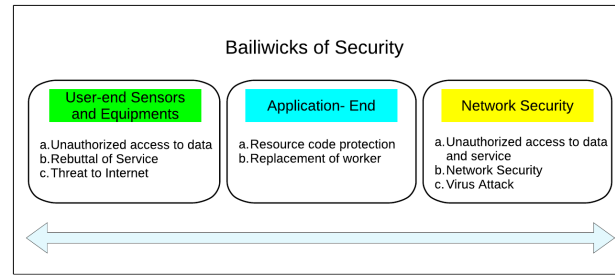 Bailiwicks of Security
User-end Sensors
and Equipments
a.Unauthorized access to data
b.Rebuttal of Service
c.Threat to Internet
Application- End
a.Resource code protection
b.Replacement of worker
Network Security
a.Unauthorized access to data
and service
b.Network Security
c.Virus Attack